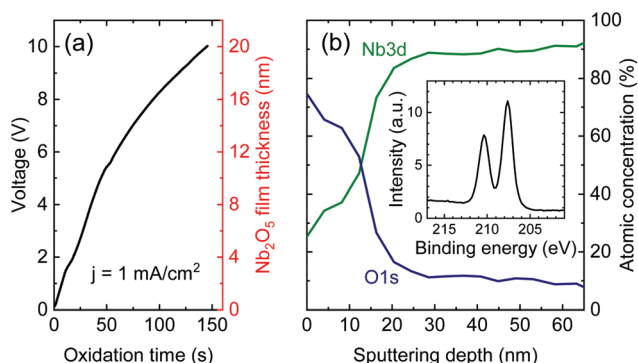 (a)
10
8
6
4
2
0
Voltage (V)
0
50
100
150
Oxidation time (s)
j = 1 mA/cm²
20
16
12
8
4
0
Nb₂O₅ film thickness (nm)
(b)
Nb3d
O1s
0
10
20
30
40
50
60
Sputtering depth (nm)
100
80
60
40
20
0
Atomic concentration (%)
10
5
0
Intensity (a.u.)
215
210
205
Binding energy (eV)